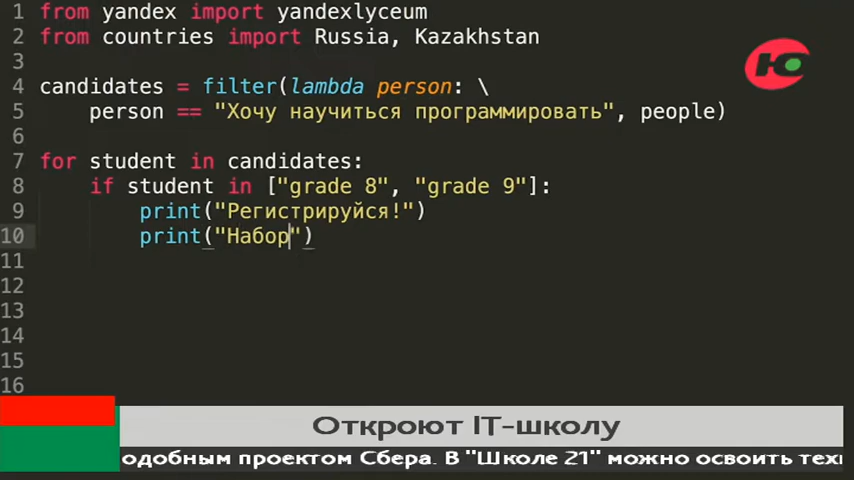 1 from yandex import yandexlyceum
2 from countries import Russia, Kazakhstan
3
4 candidates = filter(lambda person: \
5 person == "Хочу научиться программировать", people)
6
7 for student in candidates:
8 if student in ["grade 8", "grade 9"]:
9 print("Регистрируйся!")
10 print("Набор")
11
12
13
14
15
16
Ю
Откроют IT-школу
одобным проектом Сбера. В "Школе 21" можно освоить техн